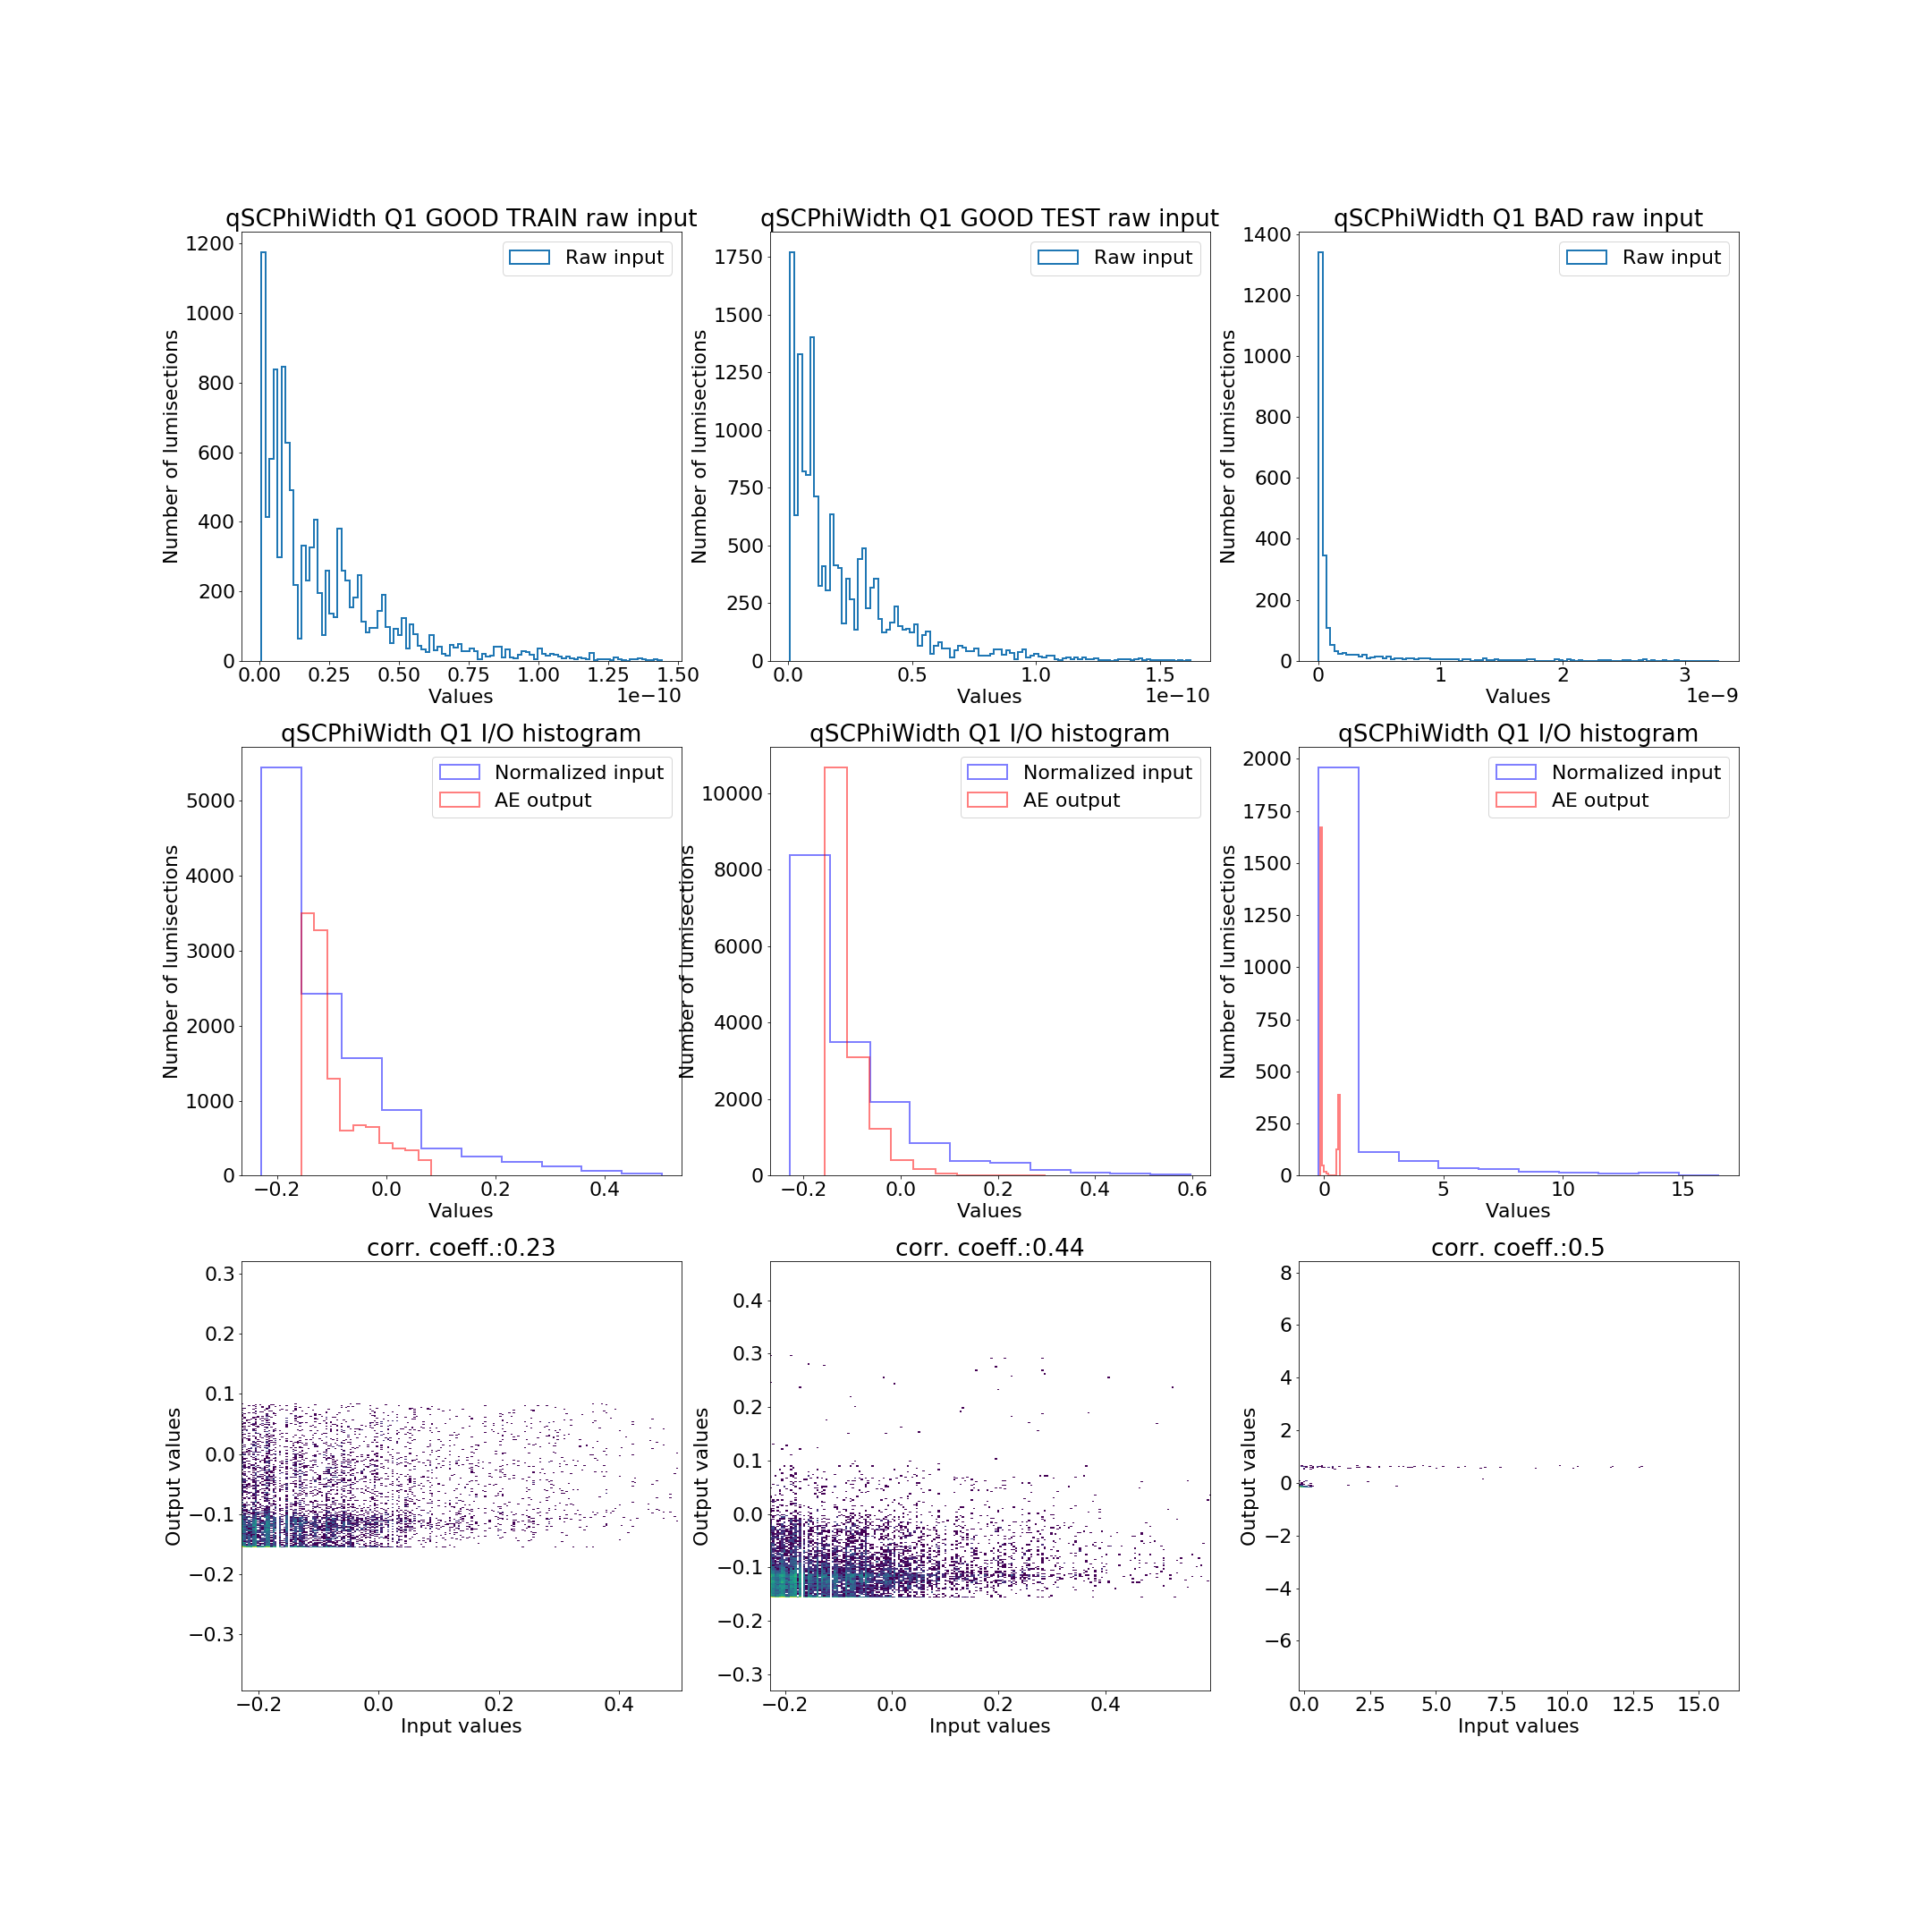 qSCPhiWidth Q1 GOOD TRAIN raw input
Raw input
Number of lumisections
1200
1000
800
600
400
200
0
0.00 0.25 0.50 0.75 1.00 1.25 1.50
1e−10
Values
qSCPhiWidth Q1 GOOD TEST raw input
Raw input
Number of lumisections
1750
1500
1250
1000
750
500
250
0
0.0 0.5 1.0 1.5
1e−10
Values
qSCPhiWidth Q1 BAD raw input
Raw input
Number of lumisections
1400
1200
1000
800
600
400
200
0
0 1 2 3
1e−9
Values
qSCPhiWidth Q1 I/O histogram
Normalized input
AE output
Number of lumisections
5000
4000
3000
2000
1000
0
−0.2 0.0 0.2 0.4
Values
qSCPhiWidth Q1 I/O histogram
Normalized input
AE output
Number of lumisections
10000
8000
6000
4000
2000
0
−0.2 0.0 0.2 0.4 0.6
Values
qSCPhiWidth Q1 I/O histogram
Normalized input
AE output
Number of lumisections
2000
1750
1500
1250
1000
750
500
250
0
0 5 10 15
Values
corr. coeff.:0.23
Output values
0.3
0.2
0.1
0.0
−0.1
−0.2
−0.3
−0.2 0.0 0.2 0.4
Input values
corr. coeff.:0.44
Output values
0.4
0.3
0.2
0.1
0.0
−0.1
−0.2
−0.3
−0.2 0.0 0.2 0.4
Input values
corr. coeff.:0.5
Output values
8
6
4
2
0
−2
−4
−6
0.0 2.5 5.0 7.5 10.0 12.5 15.0
Input values